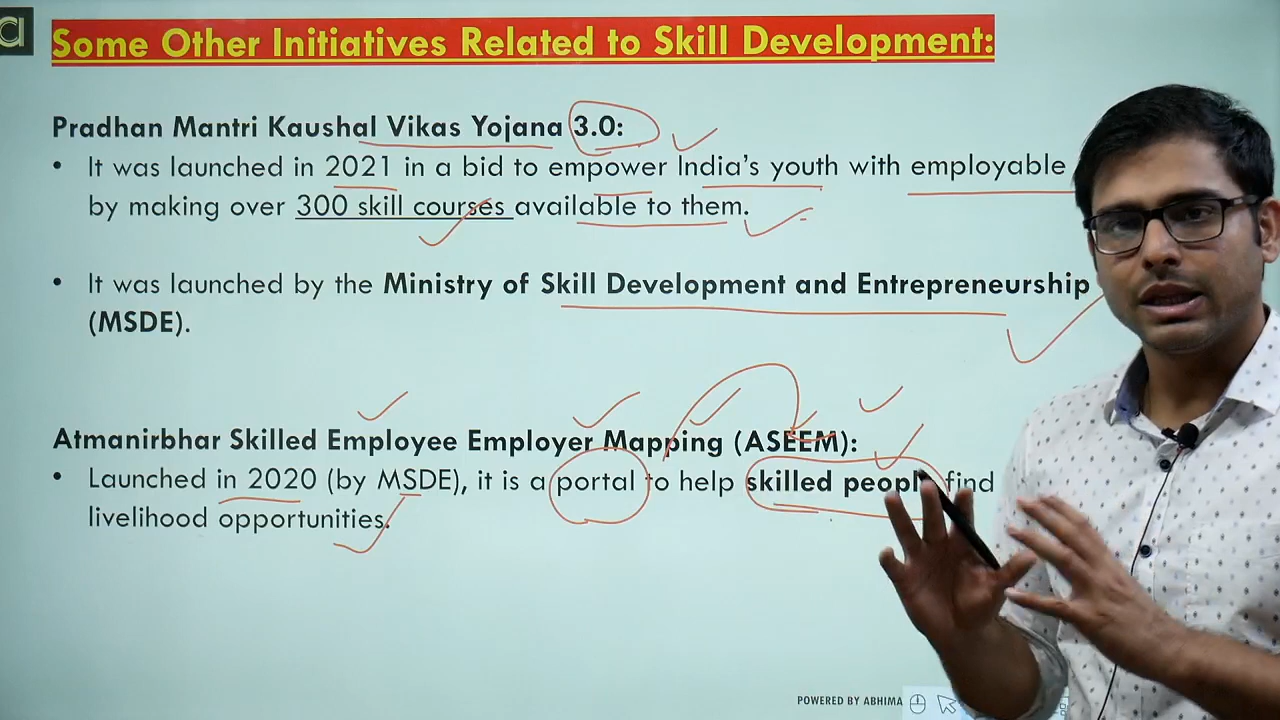 a
Some Other Initiatives Related to Skill Development:
Pradhan Mantri Kaushal Vikas Yojana 3.0:
• It was launched in 2021 in a bid to empower India's youth with employable
by making over 300 skill courses available to them.
• It was launched by the Ministry of Skill Development and Entrepreneurship
(MSDE).
Atmanirbhar Skilled Employee Employer Mapping (ASEEM):
• Launched in 2020 (by MSDE), it is a portal to help skilled people find
livelihood opportunities.
POWERED BY ABHIMA